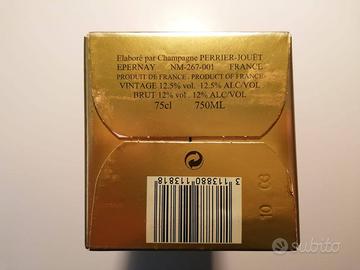 Elaboré par Champagne PERRIER-JOUËT
EPERNAY NM-267-001 FRANCE
PRODUIT DE FRANCE . PRODUCT OF FRANCE
VINTAGE 12.5% vol. 12.5% ALC/VOL
BRUT 12% vol 12% ALC/VOL
75cl 750ML
3 113880 113818
10 03
subito